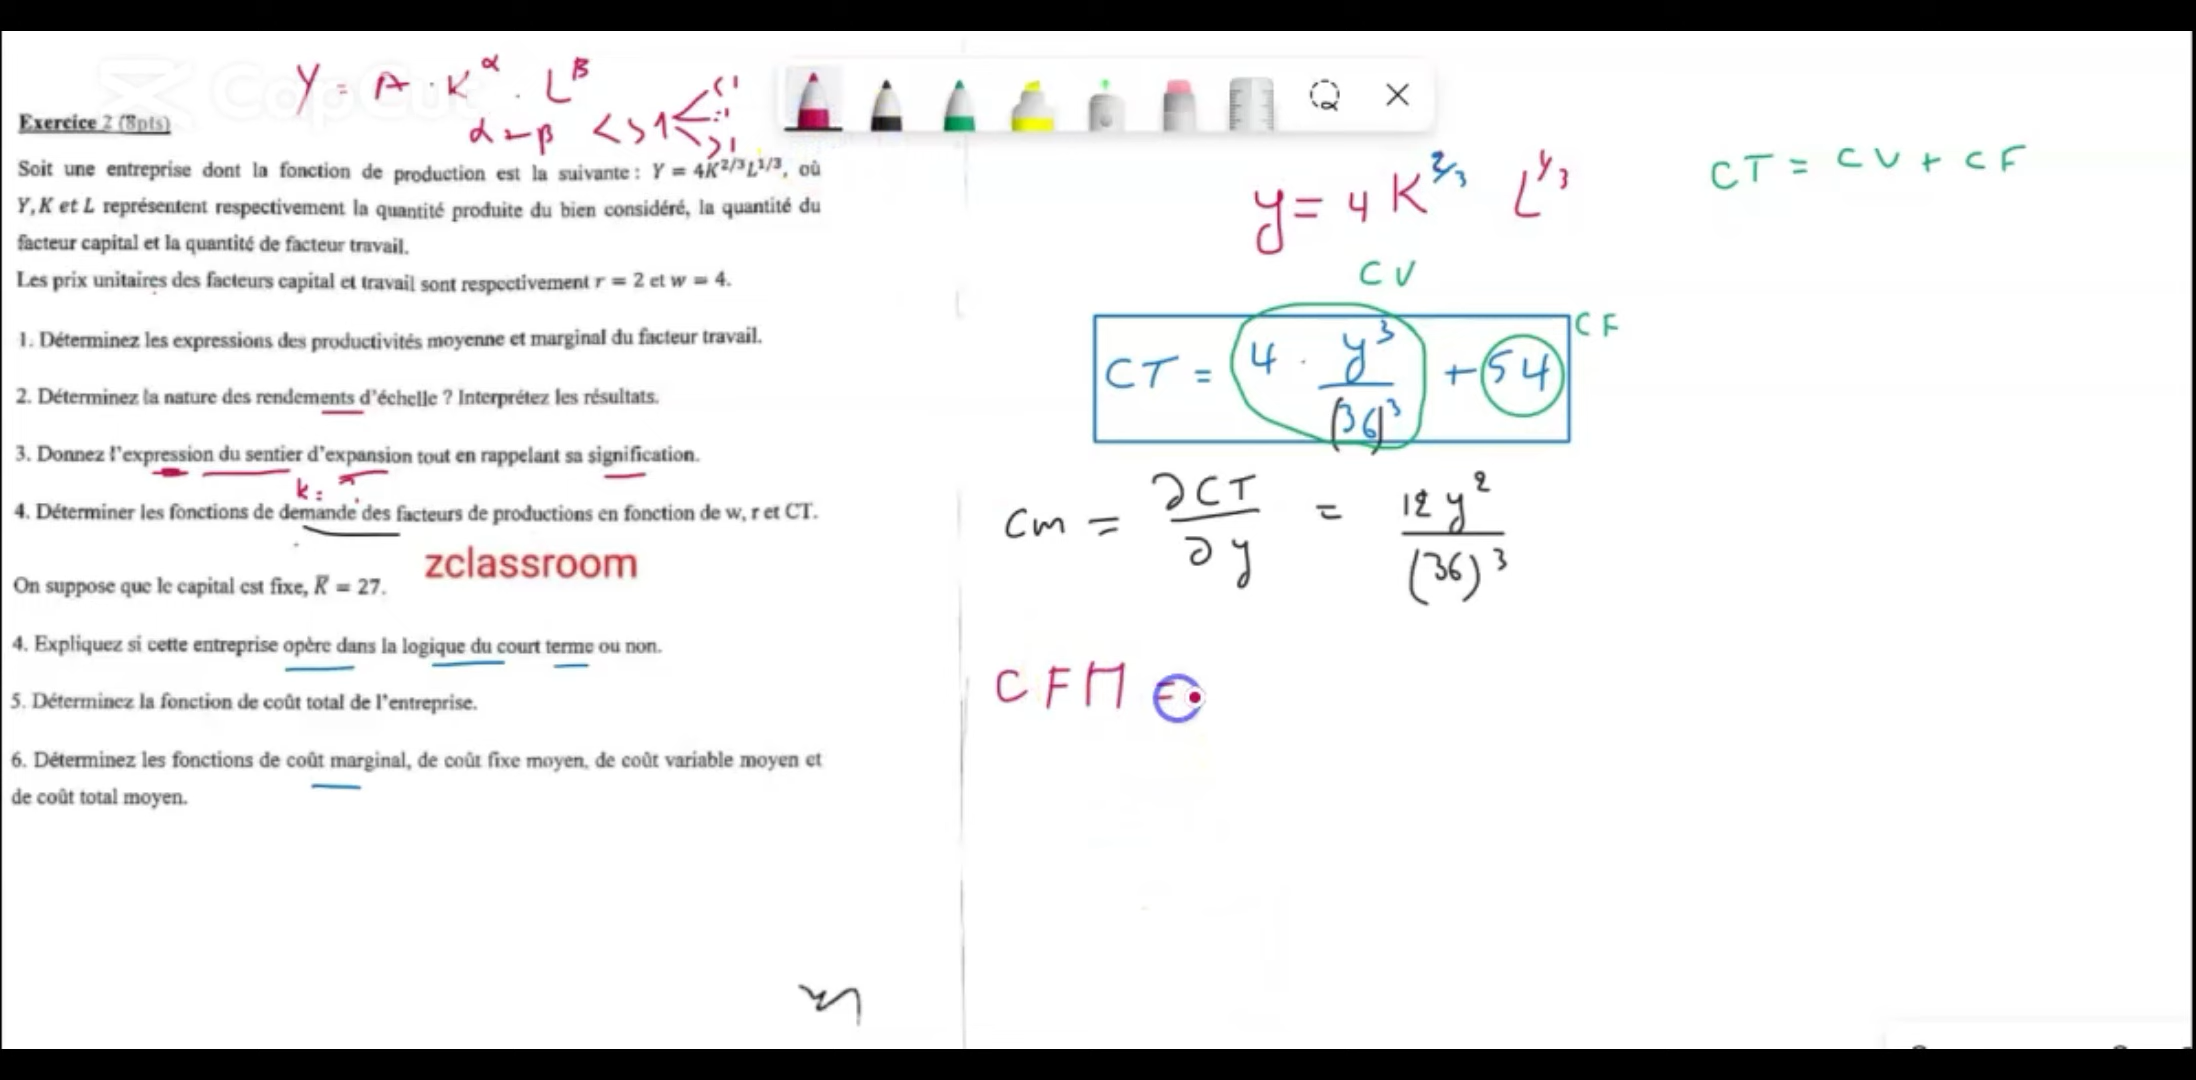 CapCut
Y = A . K^α . L^β
α β < > 1 < 1 = 1 > 1
Exercice 2 (8pts)
Soit une entreprise dont la fonction de production est la suivante : Y = 4K^{2/3}L^{1/3}, où
Y, K et L représentent respectivement la quantité produite du bien considéré, la quantité du
facteur capital et la quantité de facteur travail.
Les prix unitaires des facteurs capital et travail sont respectivement r = 2 et w = 4.
1. Déterminez les expressions des productivités moyenne et marginal du facteur travail.
2. Déterminez la nature des rendements d'échelle ? Interprétez les résultats.
3. Donnez l'expression du sentier d'expansion tout en rappelant sa signification.
k =
4. Déterminer les fonctions de demande des facteurs de productions en fonction de w, r et CT.
zclassroom
On suppose que le capital est fixe, K̅ = 27.
4. Expliquez si cette entreprise opère dans la logique du court terme ou non.
5. Déterminez la fonction de coût total de l'entreprise.
6. Déterminez les fonctions de coût marginal, de coût fixe moyen, de coût variable moyen et
de coût total moyen.
y = 4 K^{2/3} L^{1/3}
CT = CV + CF
CV
CT = 4 . y³/(36)³ + 54
CF
Cm = ∂CT/∂y = 12y²/(36)³
CFM =